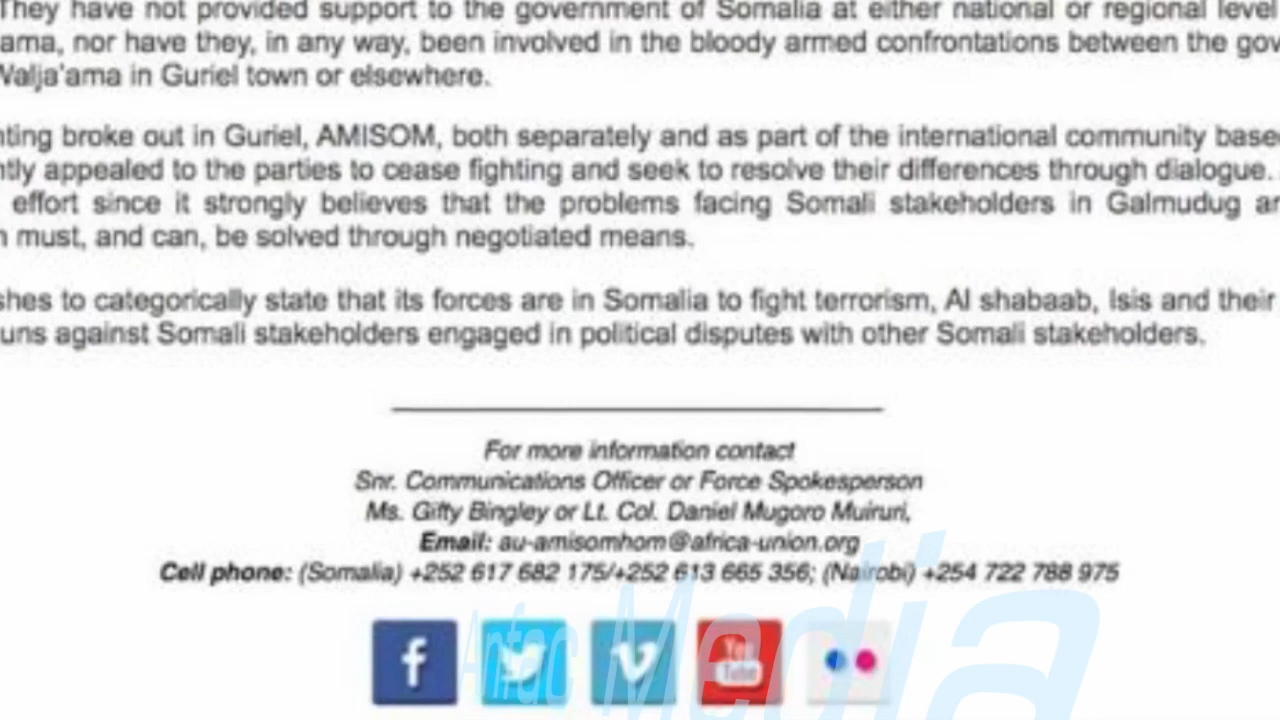 They have not provided support to the government of Somalia at either national or regional level
ama, nor have they, in any way, been involved in the bloody armed confrontations between the gov
Walja'ama in Guriel town or elsewhere.
nting broke out in Guriel, AMISOM, both separately and as part of the international community base
ntly appealed to the parties to cease fighting and seek to resolve their differences through dialogue.
effort since it strongly believes that the problems facing Somali stakeholders in Galmudug an
n must, and can, be solved through negotiated means.
shes to categorically state that its forces are in Somalia to fight terrorism, Al shabaab, Isis and their
uns against Somali stakeholders engaged in political disputes with other Somali stakeholders.
For more information contact
Snr. Communications Officer or Force Spokesperson
Ms. Gifty Bingley or Lt. Col. Daniel Mugoro Muiruri,
Email: au-amisomhom@africa-union.org
Cell phone: (Somalia) +252 617 682 175/+252 613 665 356; (Nairobi) +254 722 788 975
f
You
Tube
Antac Media